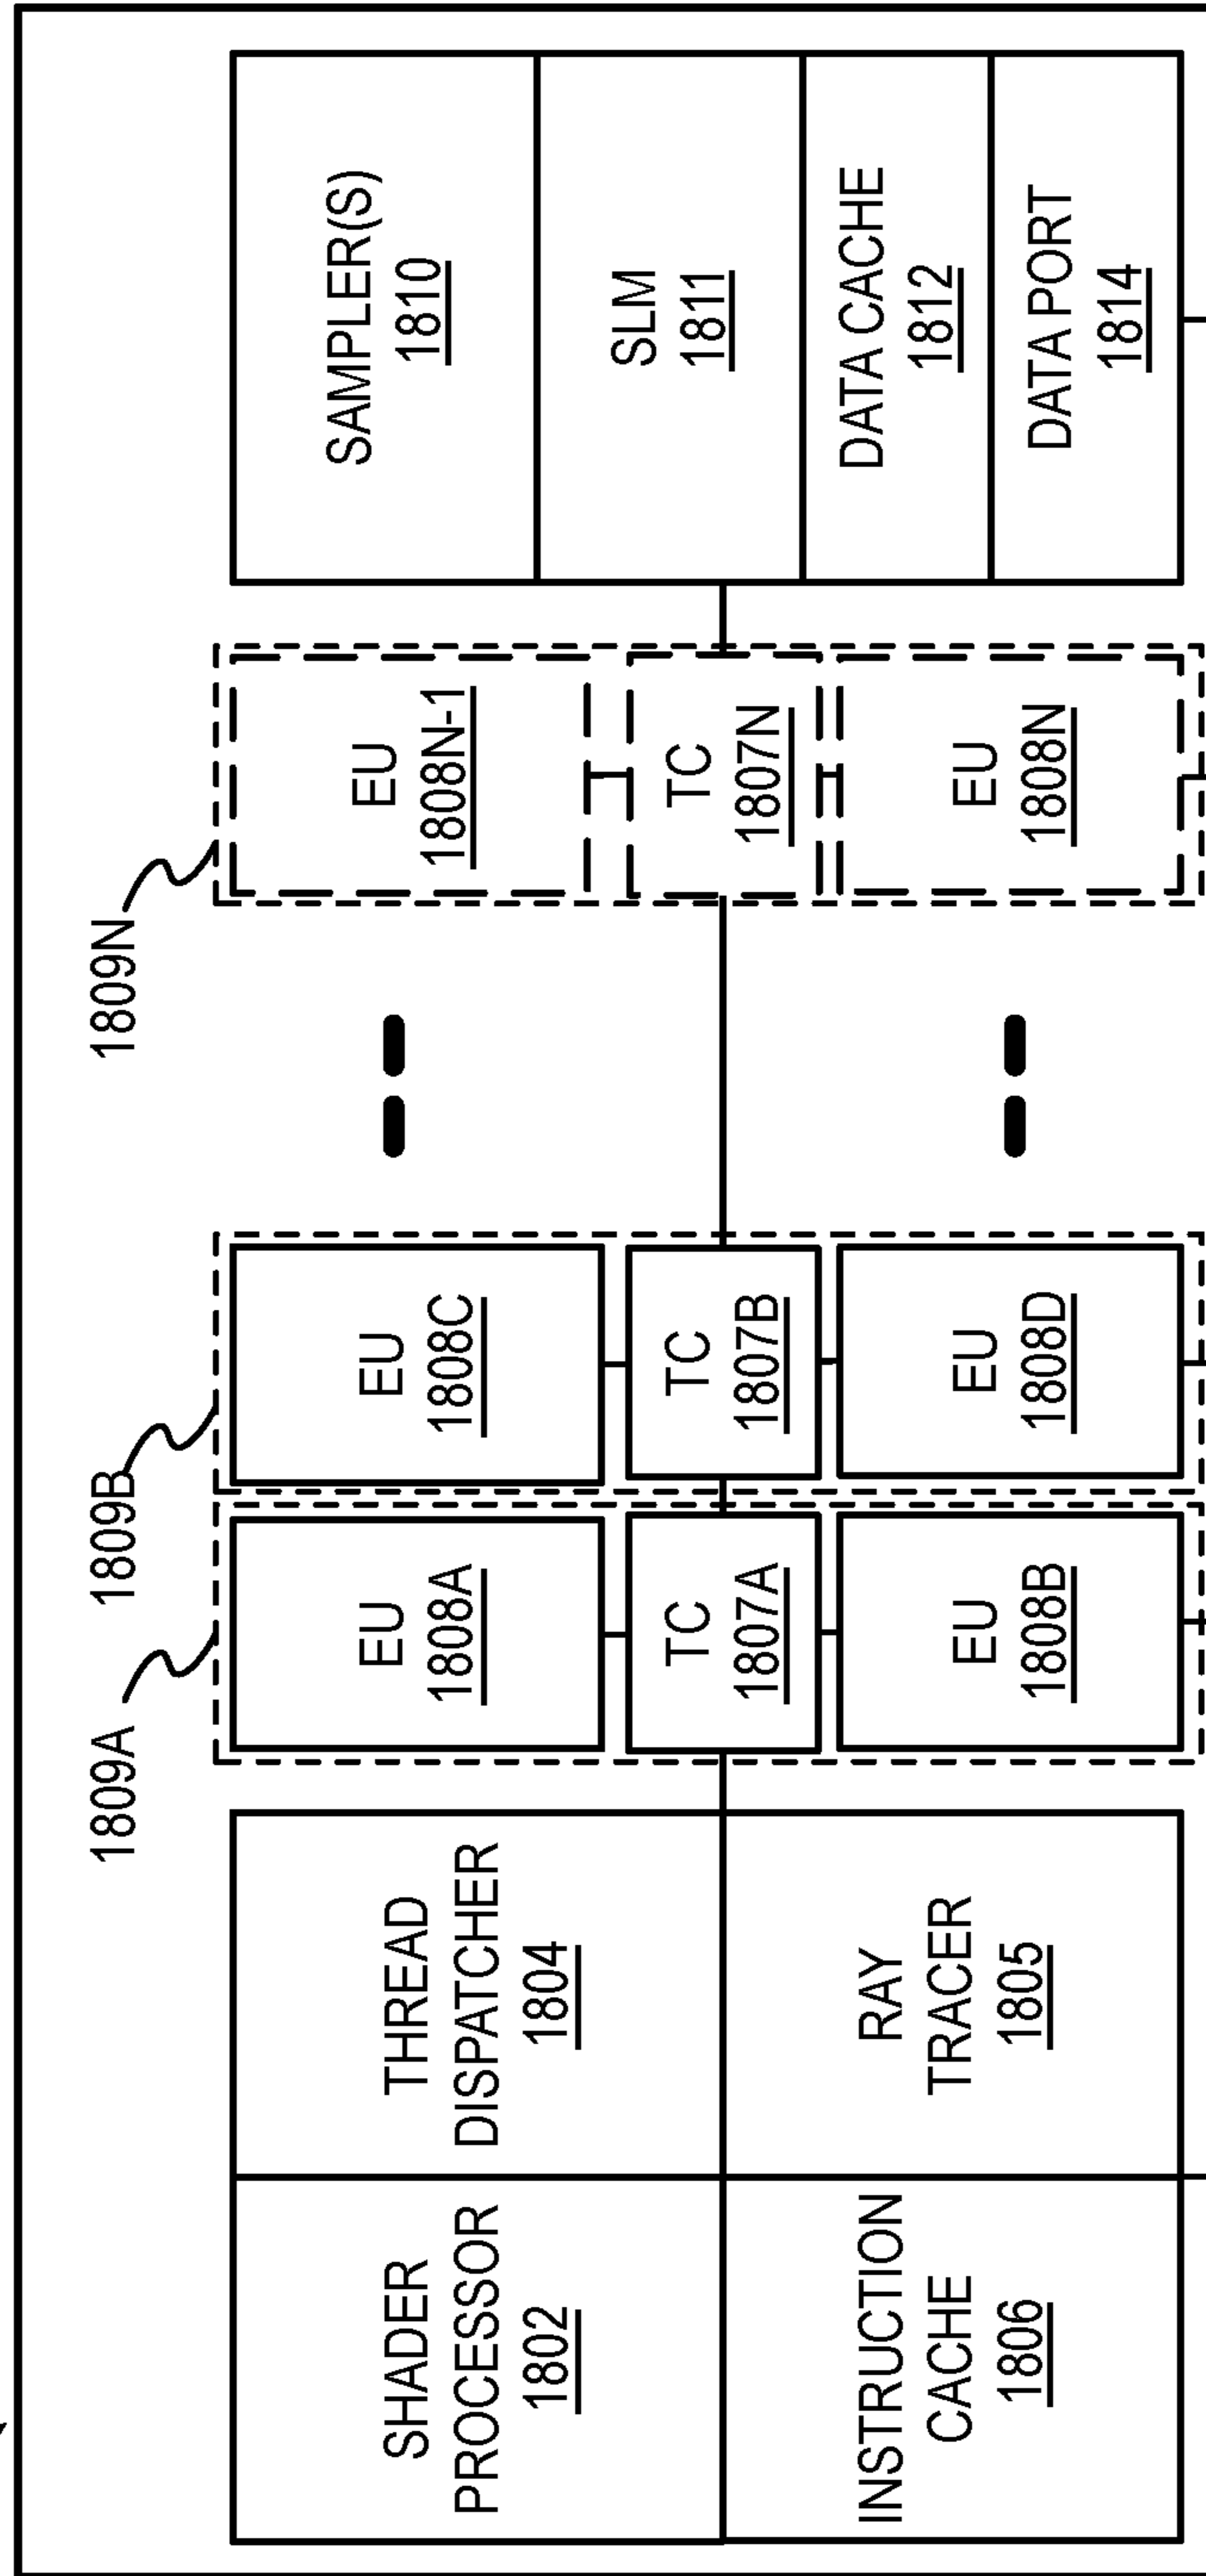 1809A
1809B
1809N
SHADER
PROCESSOR
1802
THREAD
DISPATCHER
1804
INSTRUCTION
CACHE
1806
RAY
TRACER
1805
EU
1808A
TC
1807A
EU
1808B
EU
1808C
TC
1807B
EU
1808D
EU
1808N-1
TC
1807N
EU
1808N
SAMPLER(S)
1810
SLM
1811
DATA CACHE
1812
DATA PORT
1814